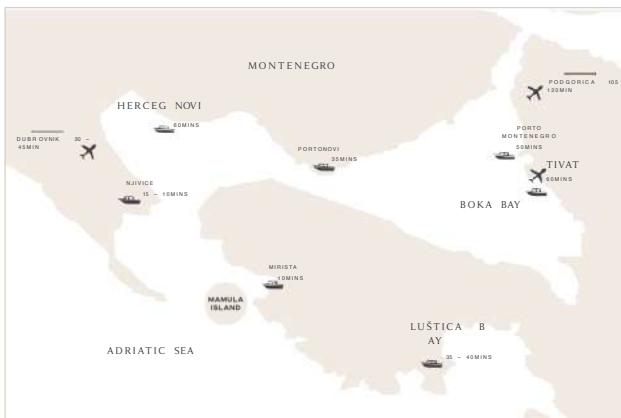 MONTENEGRO
HERCEG NOVI
60MINS
DUBROVNIK 30 –
45MIN
PODGORICA 105
120MIN
PORTO
MONTENEGRO
50MINS
PORTONOVI
35MINS
TIVAT
60MINS
NJIVICE
15 – 10MINS
BOKA BAY
MIRISTA
10MINS
MAMULA
ISLAND
LUŠTICA B
AY
35 – 40MINS
ADRIATIC SEA